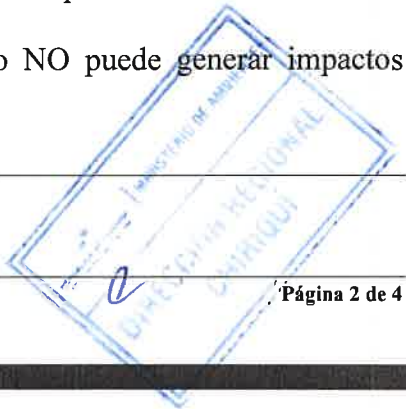 o NO puede generar impactos
MINISTERIO DE AMBIENTE
DIRECCIÓN REGIONAL
CHIRIQUÍ
Página 2 de 4